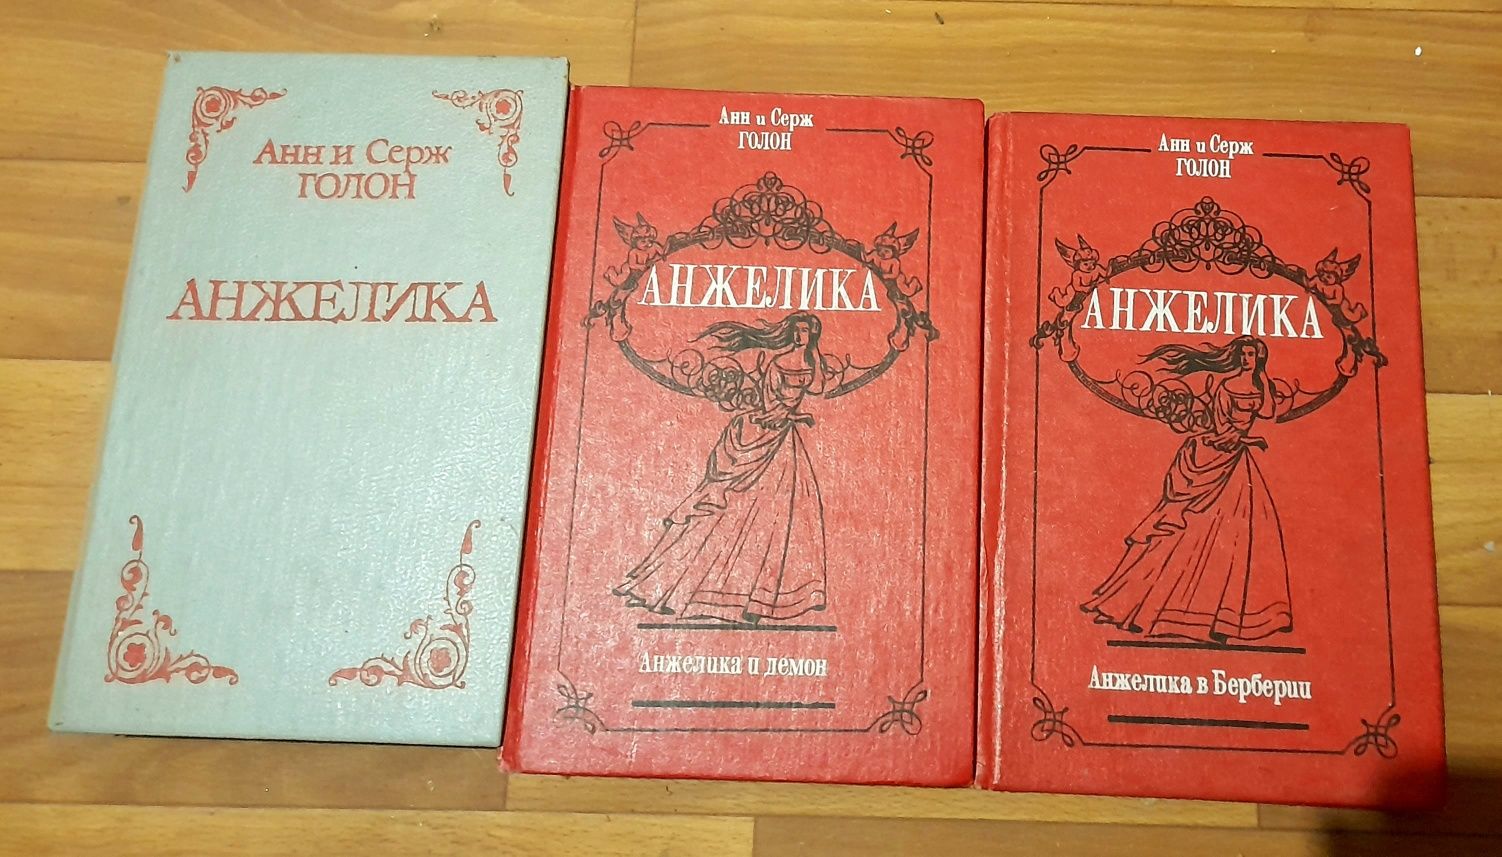 Анн и Серж
ГОЛОН
АНЖЕЛИКА
Анн и Серж
ГОЛОН
АНЖЕЛИКА
Анжелика и демон
Анн и Серж
ГОЛОН
АНЖЕЛИКА
Анжелика в Берберии